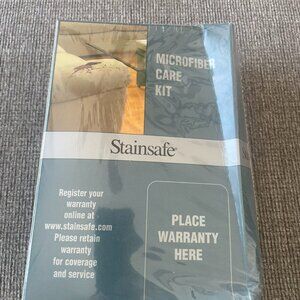 MICROFIBER
CARE
KIT
Stainsafe
Register your
warranty
online at
www.stainsafe.com
Please retain
warranty
for coverage
and service
PLACE
WARRANTY
HERE